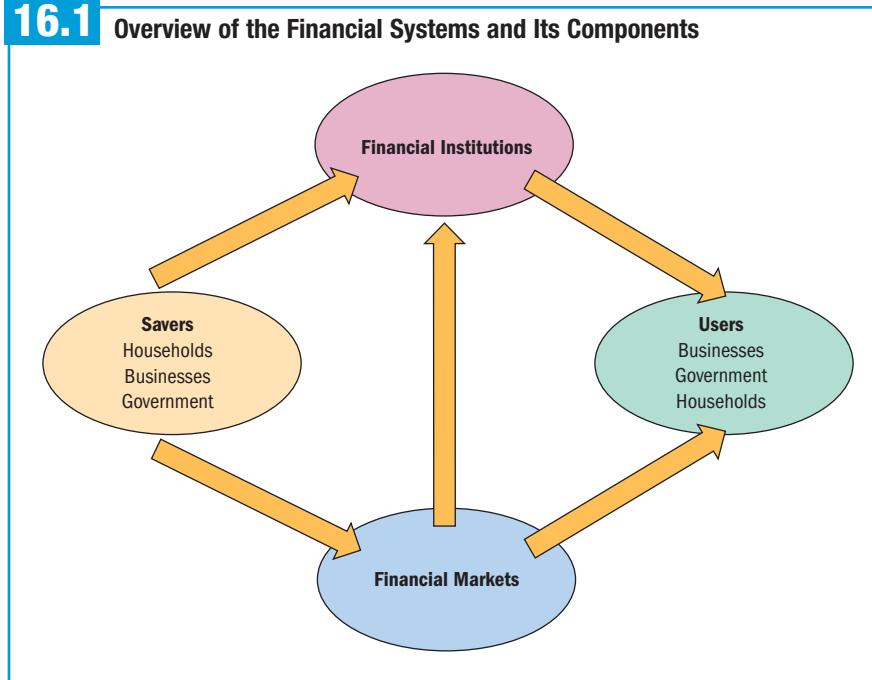 16.1 Overview of the Financial Systems and Its Components
Financial Institutions
Savers
Households
Businesses
Government
Users
Businesses
Government
Households
Financial Markets